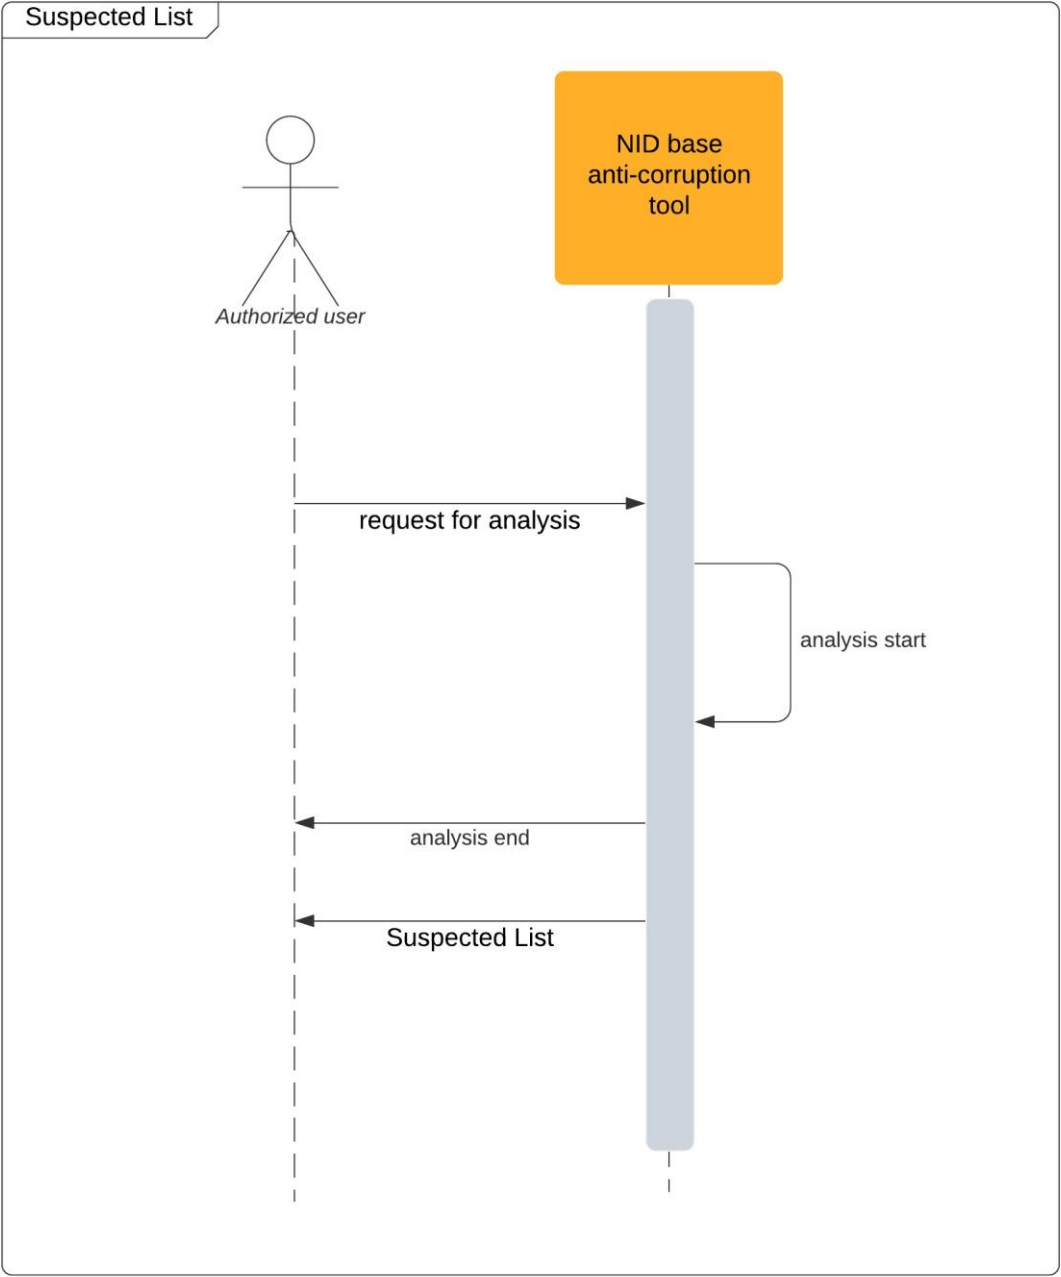 Suspected List
NID base
anti-corruption
tool
Authorized user
request for analysis
analysis start
analysis end
Suspected List